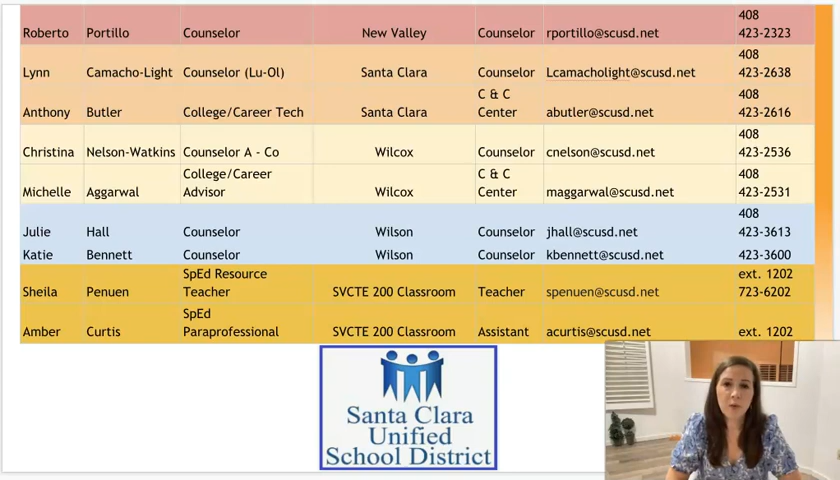 408
Roberto Portillo Counselor New Valley Counselor rportillo@scusd.net 423-2323
408
Lynn Camacho-Light Counselor (Lu-Ol) Santa Clara Counselor Lcamacholight@scusd.net 423-2638
C & C 408
Anthony Butler College/Career Tech Santa Clara Center abutler@scusd.net 423-2616
408
Christina Nelson-Watkins Counselor A - Co Wilcox Counselor cnelson@scusd.net 423-2536
College/Career C & C 408
Michelle Aggarwal Advisor Wilcox Center maggarwal@scusd.net 423-2531
408
Julie Hall Counselor Wilson Counselor jhall@scusd.net 423-3613
Katie Bennett Counselor Wilson Counselor kbennett@scusd.net 423-3600
SpEd Resource ext. 1202
Sheila Penuen Teacher SVCTE 200 Classroom Teacher spenuen@scusd.net 723-6202
SpEd
Amber Curtis Paraprofessional SVCTE 200 Classroom Assistant acurtis@scusd.net ext. 1202
Santa Clara
Unified
School District